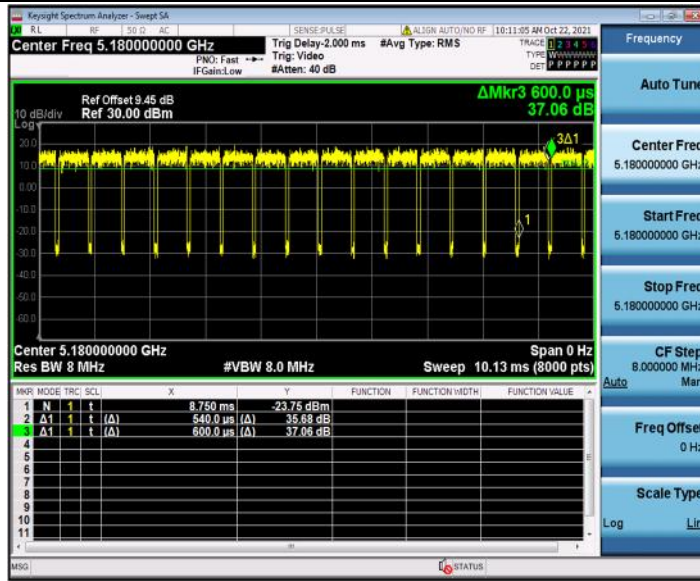 Keysight Spectrum Analyzer - Swept SA
RL RF 50 Ω AC SENSE:PULSE ALIGN AUTO/NO RF 10:11:05 AM Oct 22, 2021
Center Freq 5.180000000 GHz
PNO: Fast
IFGain:Low
Trig Delay-2.000 ms
Trig: Video
#Atten: 40 dB
#Avg Type: RMS
TRACE 1 2 3 4 5 6
TYPE W
DET P P P P P P
ΔMkr3 600.0 µs
37.06 dB
Ref Offset 9.45 dB
10 dB/div Ref 30.00 dBm
Log
20.0
10.0
0.00
-10.0
-20.0
-30.0
-40.0
-50.0
-60.0
3Δ1
1
Center 5.180000000 GHz Span 0 Hz
Res BW 8 MHz #VBW 8.0 MHz Sweep 10.13 ms (8000 pts)
MKR MODE TRC SCL X Y FUNCTION FUNCTION WIDTH FUNCTION VALUE
1 N 1 t 8.750 ms -23.75 dBm
2 Δ1 1 t (Δ) 540.0 µs (Δ) 35.68 dB
3 Δ1 1 t (Δ) 600.0 µs (Δ) 37.06 dB
4
5
6
7
8
9
10
11
MSG STATUS
Frequency
Auto Tune
Center Freq
5.180000000 GHz
Start Freq
5.180000000 GHz
Stop Freq
5.180000000 GHz
CF Step
8.000000 MHz
Auto Man
Freq Offset
0 Hz
Scale Type
Log Lin